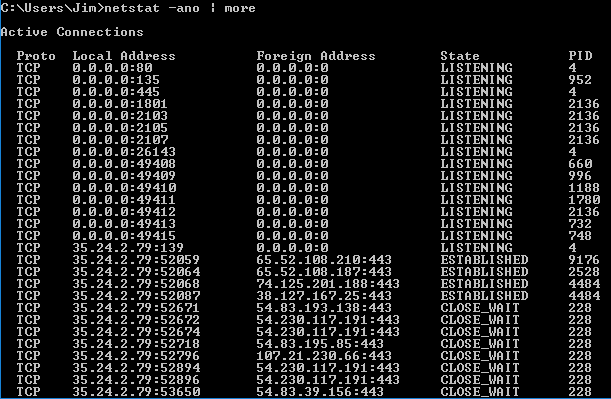 C:\Users\Jim>netstat -ano | more
Active Connections
Proto Local Address Foreign Address State PID
TCP 0.0.0.0:80 0.0.0.0:0 LISTENING 4
TCP 0.0.0.0:135 0.0.0.0:0 LISTENING 952
TCP 0.0.0.0:445 0.0.0.0:0 LISTENING 4
TCP 0.0.0.0:1801 0.0.0.0:0 LISTENING 2136
TCP 0.0.0.0:2103 0.0.0.0:0 LISTENING 2136
TCP 0.0.0.0:2105 0.0.0.0:0 LISTENING 2136
TCP 0.0.0.0:2107 0.0.0.0:0 LISTENING 2136
TCP 0.0.0.0:26143 0.0.0.0:0 LISTENING 4
TCP 0.0.0.0:49408 0.0.0.0:0 LISTENING 660
TCP 0.0.0.0:49409 0.0.0.0:0 LISTENING 996
TCP 0.0.0.0:49410 0.0.0.0:0 LISTENING 1188
TCP 0.0.0.0:49411 0.0.0.0:0 LISTENING 1780
TCP 0.0.0.0:49412 0.0.0.0:0 LISTENING 2136
TCP 0.0.0.0:49413 0.0.0.0:0 LISTENING 732
TCP 0.0.0.0:49415 0.0.0.0:0 LISTENING 748
TCP 35.24.2.79:139 0.0.0.0:0 LISTENING 4
TCP 35.24.2.79:52059 65.52.108.210:443 ESTABLISHED 9176
TCP 35.24.2.79:52064 65.52.108.187:443 ESTABLISHED 2528
TCP 35.24.2.79:52068 74.125.201.188:443 ESTABLISHED 4484
TCP 35.24.2.79:52087 38.127.167.25:443 ESTABLISHED 4484
TCP 35.24.2.79:52671 54.83.193.138:443 CLOSE_WAIT 228
TCP 35.24.2.79:52672 54.230.117.191:443 CLOSE_WAIT 228
TCP 35.24.2.79:52674 54.230.117.191:443 CLOSE_WAIT 228
TCP 35.24.2.79:52718 54.83.195.85:443 CLOSE_WAIT 228
TCP 35.24.2.79:52796 107.21.230.66:443 CLOSE_WAIT 228
TCP 35.24.2.79:52894 54.230.117.191:443 CLOSE_WAIT 228
TCP 35.24.2.79:52896 54.230.117.191:443 CLOSE_WAIT 228
TCP 35.24.2.79:53650 54.83.39.156:443 CLOSE_WAIT 228